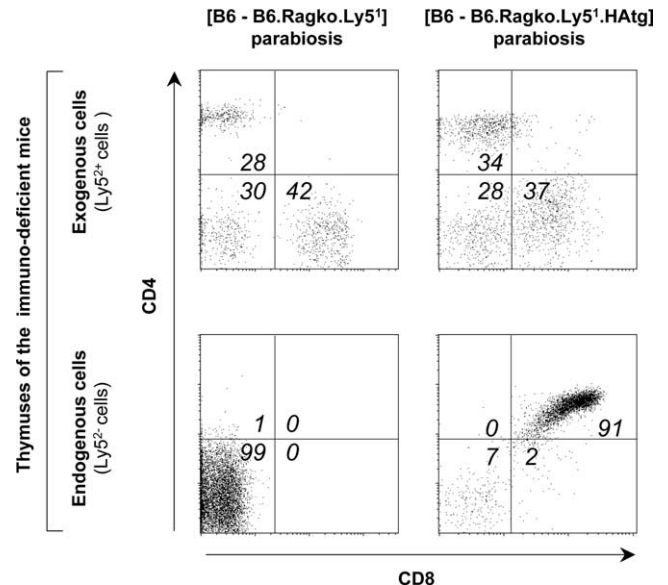 [B6 - B6.Ragko.Ly5¹]
parabiosis
[B6 - B6.Ragko.Ly5¹.HAtg]
parabiosis
Thymuses of the immuno-deficient mice
Exogenous cells
(Ly5²⁺ cells )
28
30 42
34
28 37
CD4
Endogenous cells
(Ly5²⁻ cells)
1 0
99 0
0 91
7 2
CD8